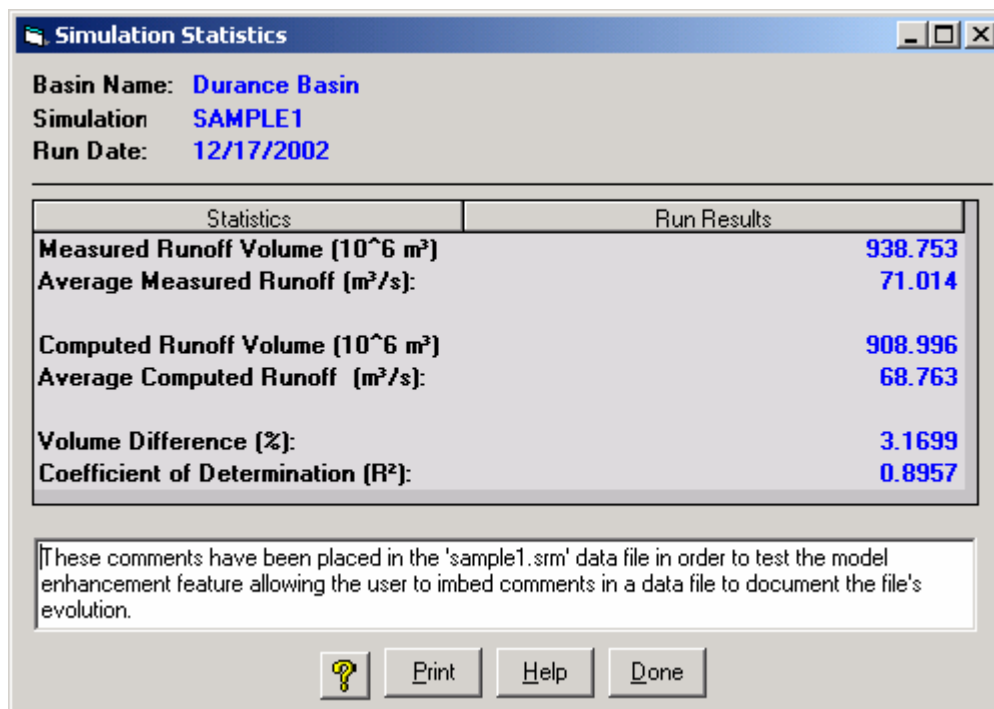 Simulation Statistics
Basin Name: Durance Basin
Simulation SAMPLE1
Run Date: 12/17/2002
Statistics Run Results
Measured Runoff Volume (10^6 m³) 938.753
Average Measured Runoff (m³/s): 71.014
Computed Runoff Volume (10^6 m³) 908.996
Average Computed Runoff (m³/s): 68.763
Volume Difference (%): 3.1699
Coefficient of Determination (R²): 0.8957
These comments have been placed in the 'sample1.srm' data file in order to test the model
enhancement feature allowing the user to imbed comments in a data file to document the file's
evolution.
? Print Help Done